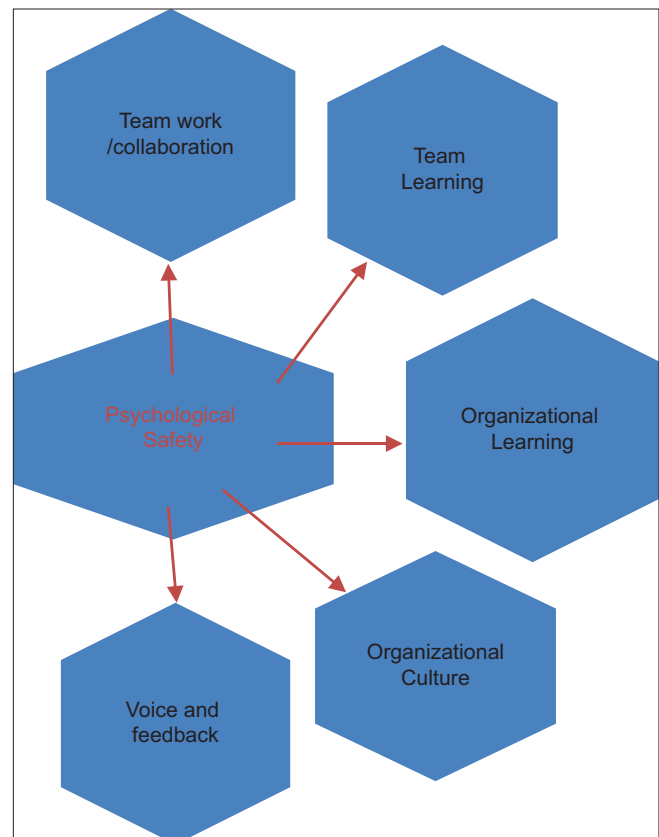 Team work
/collaboration
Team
Learning
Psychological
Safety
Organizational
Learning
Organizational
Culture
Voice and
feedback